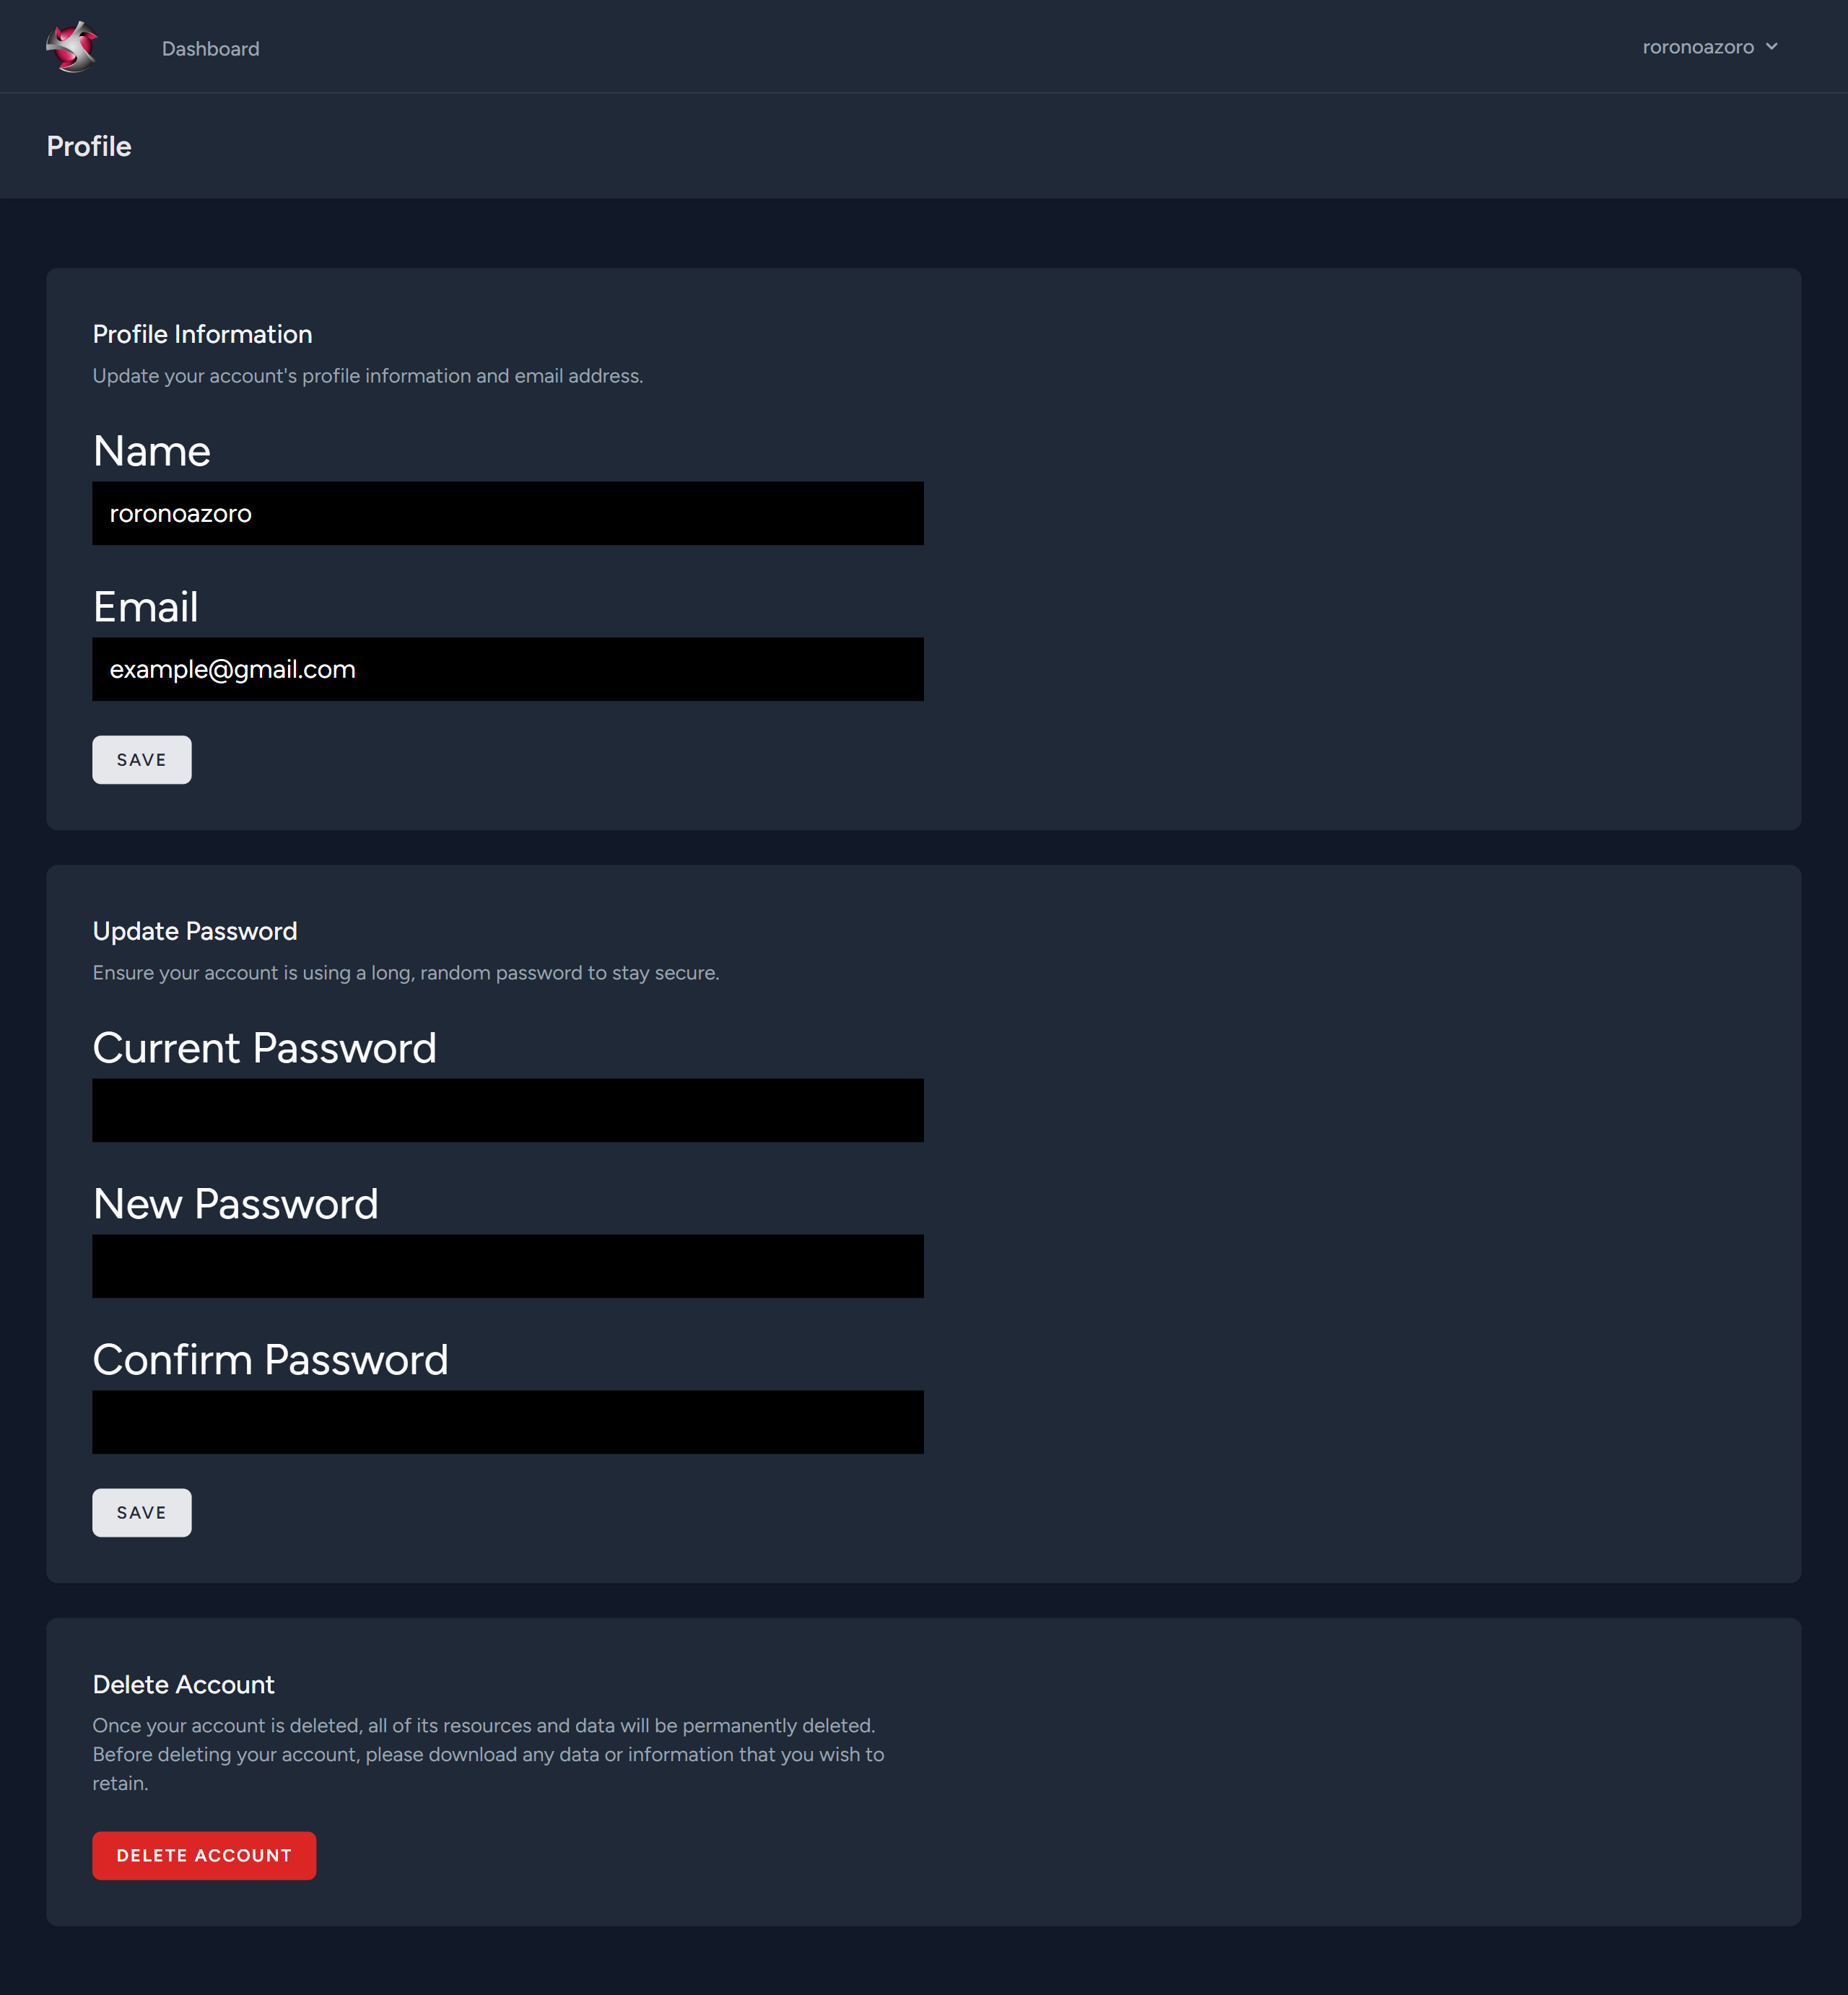 Dashboard
roronoazoro
Profile
Profile Information
Update your account's profile information and email address.
Name
roronoazoro
Email
example@gmail.com
SAVE
Update Password
Ensure your account is using a long, random password to stay secure.
Current Password
New Password
Confirm Password
SAVE
Delete Account
Once your account is deleted, all of its resources and data will be permanently deleted.
Before deleting your account, please download any data or information that you wish to
retain.
DELETE ACCOUNT